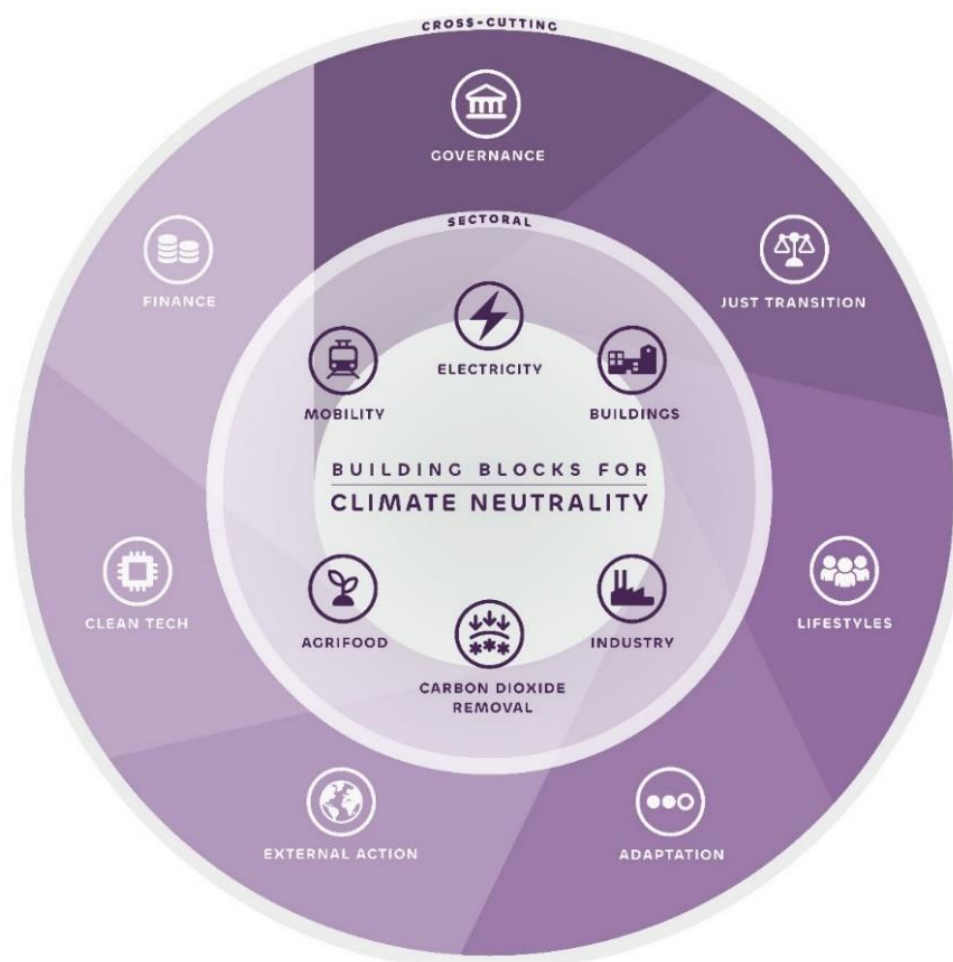 CROSS-CUTTING
GOVERNANCE
JUST TRANSITION
LIFESTYLES
ADAPTATION
EXTERNAL ACTION
CLEAN TECH
FINANCE
SECTORAL
ELECTRICITY
BUILDINGS
INDUSTRY
CARBON DIOXIDE
REMOVAL
AGRIFOOD
MOBILITY
BUILDING BLOCKS FOR
CLIMATE NEUTRALITY